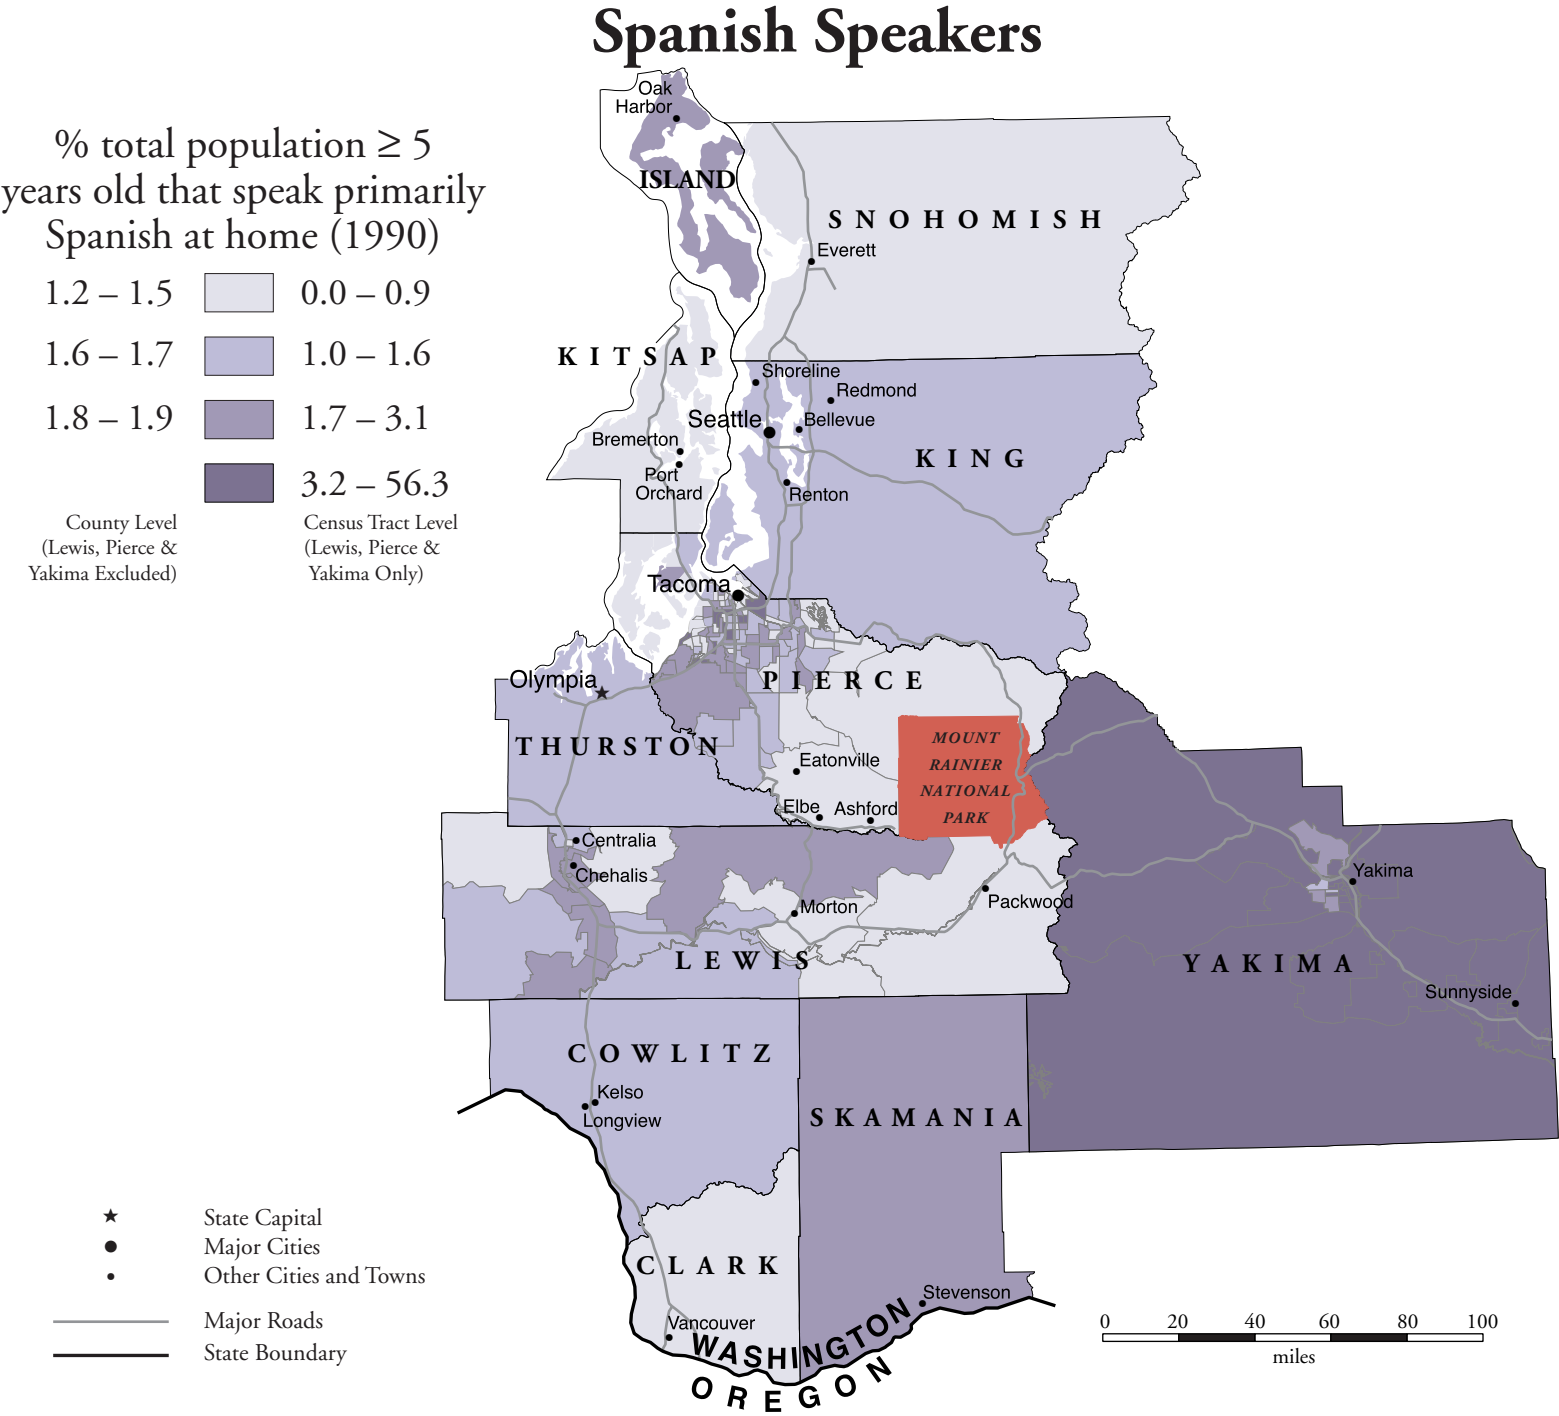 Spanish Speakers
% total population ≥ 5
years old that speak primarily
Spanish at home (1990)
1.2 – 1.5 0.0 – 0.9
1.6 – 1.7 1.0 – 1.6
1.8 – 1.9 1.7 – 3.1
3.2 – 56.3
County Level
(Lewis, Pierce &
Yakima Excluded)
Census Tract Level
(Lewis, Pierce &
Yakima Only)
Oak
Harbor
ISLAND
SNOHOMISH
Everett
KITSAP
Shoreline
Redmond
Seattle
Bellevue
Bremerton
KING
Port
Orchard
Renton
Tacoma
Olympia
PIERCE
THURSTON
MOUNT
RAINIER
NATIONAL
PARK
Eatonville
Elbe
Ashford
Centralia
Chehalis
Morton
Packwood
Yakima
LEWIS
YAKIMA
Sunnyside
COWLITZ
Kelso
Longview
SKAMANIA
CLARK
Stevenson
Vancouver
WASHINGTON
OREGON
State Capital
Major Cities
Other Cities and Towns
Major Roads
State Boundary
0 20 40 60 80 100
miles